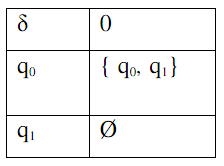 δ 0
q₀ { q₀, q₁}
q₁ Ø